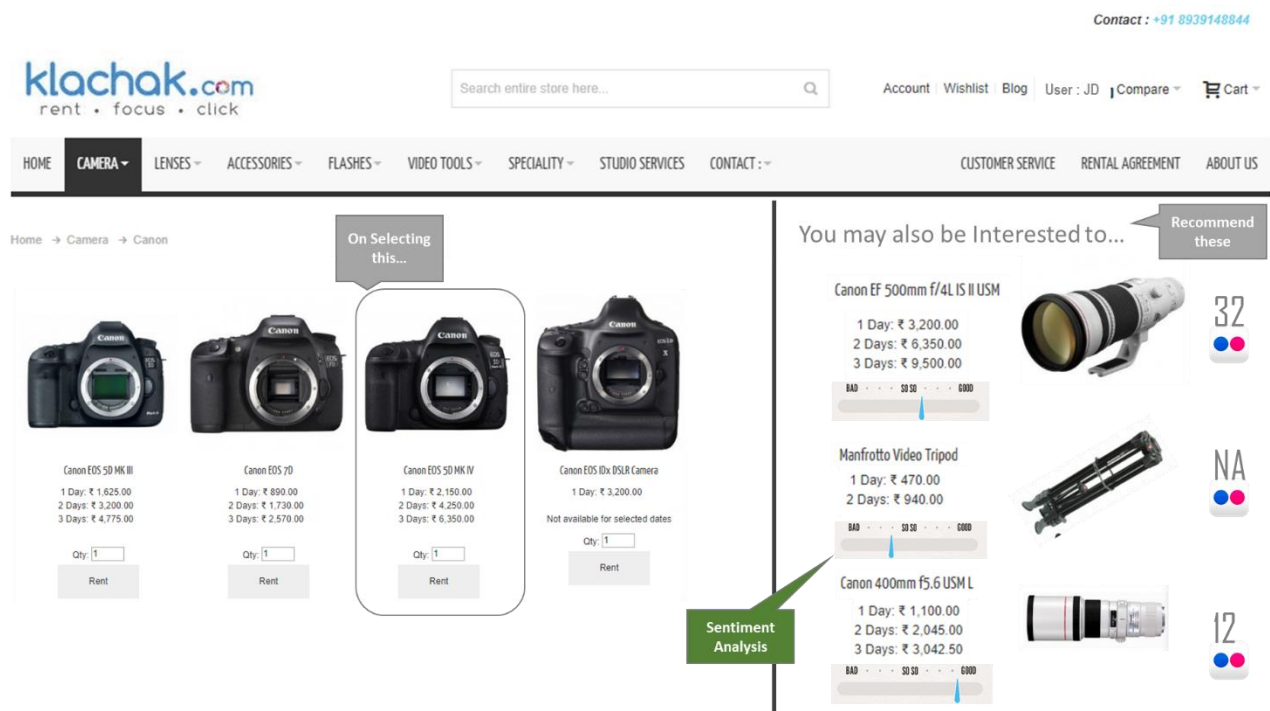 Contact : +91 8939148844
klachak.com
rent • focus • click
Search entire store here...
Account Wishlist Blog User : JD Compare Cart
HOME CAMERA LENSES ACCESSORIES FLASHES VIDEO TOOLS SPECIALITY STUDIO SERVICES CONTACT : CUSTOMER SERVICE RENTAL AGREEMENT ABOUT US
Home → Camera → Canon
On Selecting
this...
Canon
Canon
Canon
Canon
Canon EOS 5D MK III
1 Day: ₹ 1,625.00
2 Days: ₹ 3,200.00
3 Days: ₹ 4,775.00
Qty: 1
Rent
Canon EOS 7D
1 Day: ₹ 890.00
2 Days: ₹ 1,730.00
3 Days: ₹ 2,570.00
Qty: 1
Rent
Canon EOS 5D MK IV
1 Day: ₹ 2,150.00
2 Days: ₹ 4,250.00
3 Days: ₹ 6,350.00
Qty: 1
Rent
Canon EOS IDx DSLR Camera
1 Day: ₹ 3,200.00
Not available for selected dates
Qty: 1
Rent
You may also be Interested to...
Recommend
these
Canon EF 500mm f/4L IS II USM
1 Day: ₹ 3,200.00
2 Days: ₹ 6,350.00
3 Days: ₹ 9,500.00
BAD · · · SO SO · · · GOOD
32
Manfrotto Video Tripod
1 Day: ₹ 470.00
2 Days: ₹ 940.00
BAD · · · SO SO · · · GOOD
NA
Sentiment
Analysis
Canon 400mm f5.6 USM L
1 Day: ₹ 1,100.00
2 Days: ₹ 2,045.00
3 Days: ₹ 3,042.50
BAD · · · SO SO · · · GOOD
12